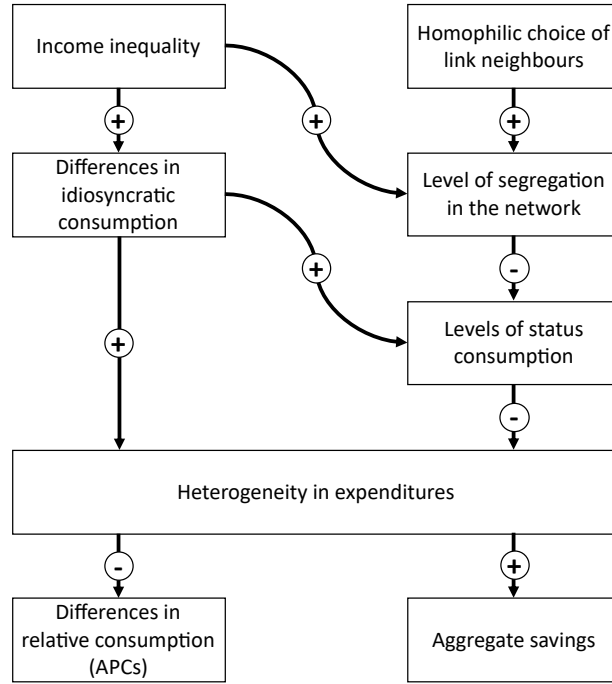 Income inequality
Homophilic choice of
link neighbours
+
+
+
Differences in
idiosyncratic
consumption
Level of segregation
in the network
+
-
+
Levels of status
consumption
-
Heterogeneity in expenditures
-
+
Differences in
relative consumption
(APCs)
Aggregate savings